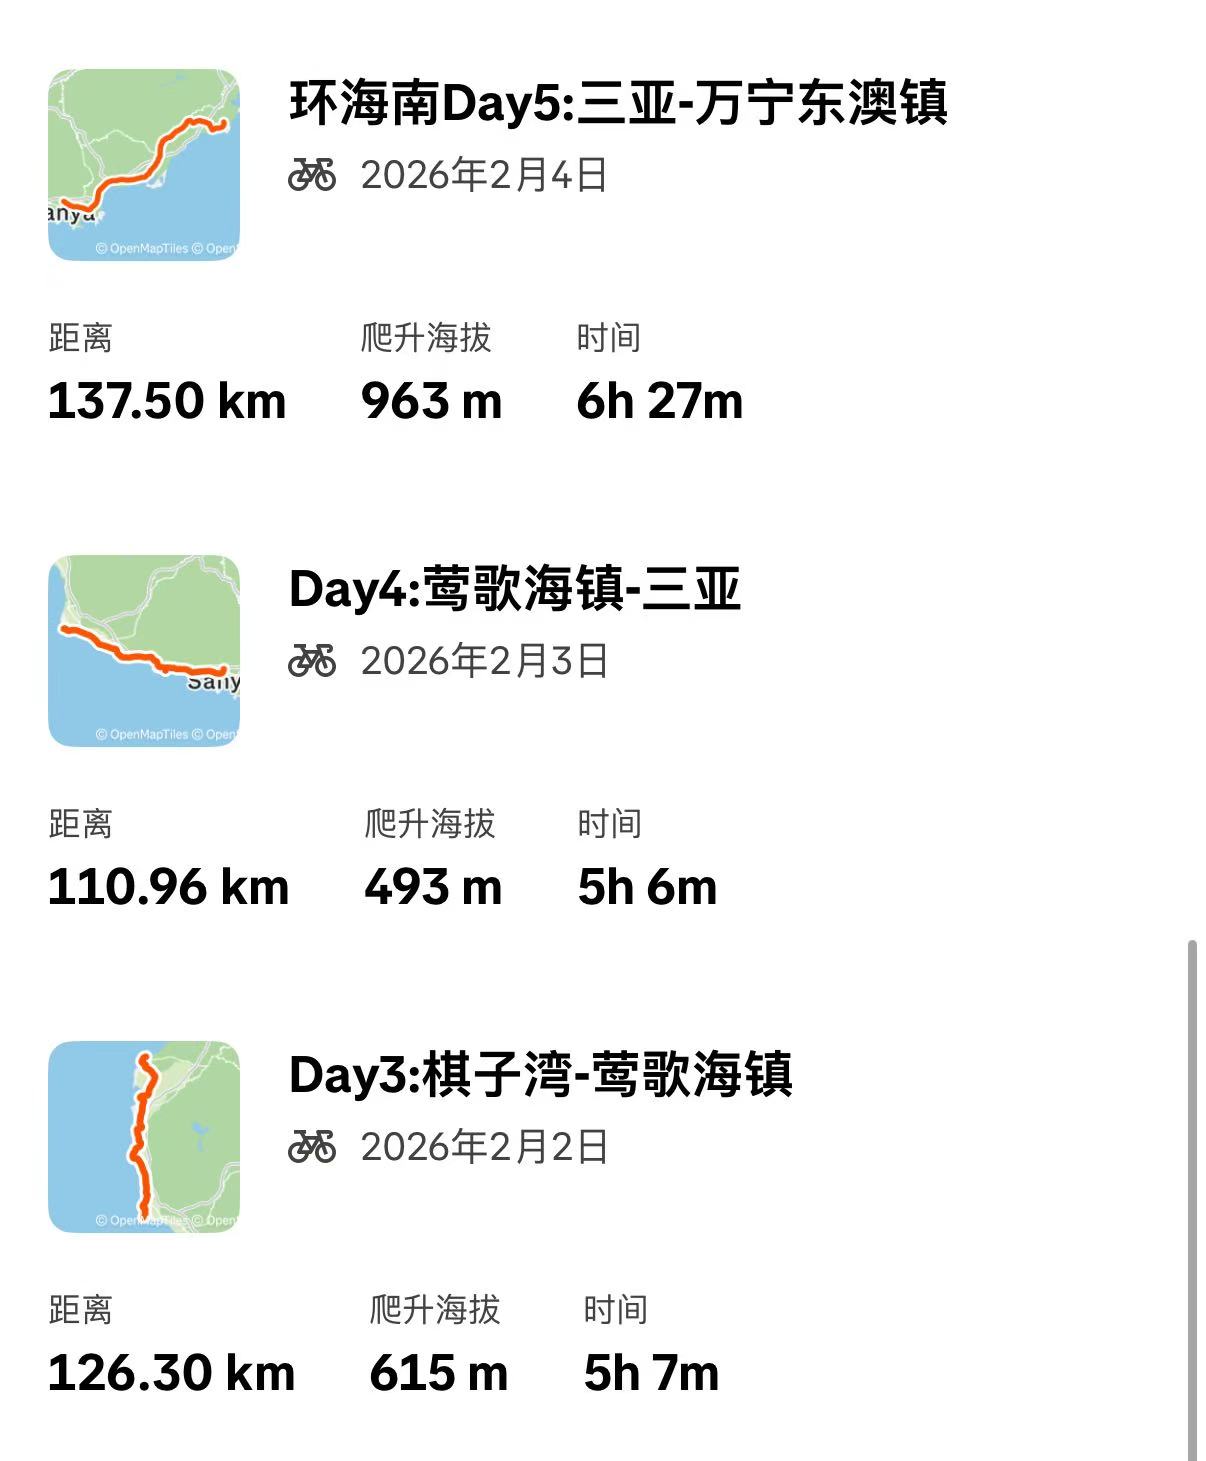 环海南Day5:三亚-万宁东澳镇
2026年2月4日
anya
© OpenMapTiles © Open
距离 爬升海拔 时间
137.50 km 963 m 6h 27m
Day4:莺歌海镇-三亚
2026年2月3日
Sany
© OpenMapTiles © Open
距离 爬升海拔 时间
110.96 km 493 m 5h 6m
Day3:棋子湾-莺歌海镇
2026年2月2日
© OpenMapTiles © Open
距离 爬升海拔 时间
126.30 km 615 m 5h 7m